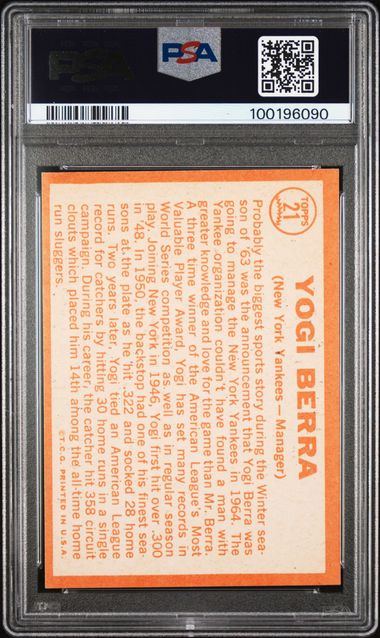 PSA
PSA
100196090
TOPPS
21
YOGI BERRA
(New York Yankees — Manager)
Probably the biggest sports story during the Winter sea-
son of '63 was the announcement that Yogi Berra was
going to manage the New York Yankees in 1964. The
Yankee organization couldn't have found a man with
greater knowledge and love for the game than Mr. Berra.
A three time winner of the American League's Most
Valuable Player Award, Yogi has set many records in
World Series competition as well as in regular season
play. Joining New York in 1946, Yogi first hit over .300
in '48. In 1950, the backstop had one of his finest sea-
sons at the plate as he hit .322 and socked 28 home
runs. Two years later, Yogi tied an American League
record for catchers by hitting 30 home runs in a single
campaign. During his career, the catcher hit 358 circuit
clouts which placed him 14th among the all-time home
run sluggers.
©T.C.G. PRINTED IN U.S.A.